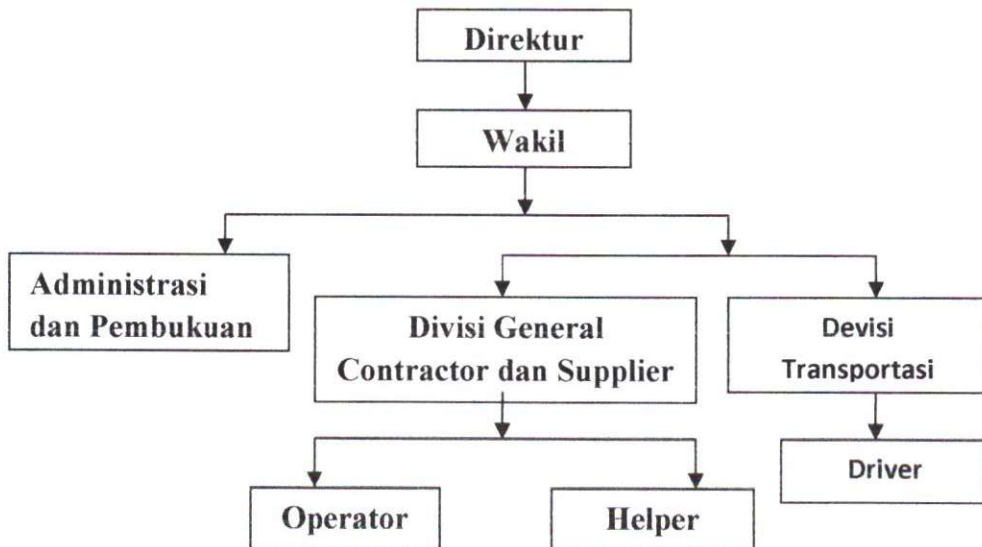 Direktur
Wakil
Administrasi
dan Pembukuan
Divisi General
Contractor dan Supplier
Devisi
Transportasi
Driver
Operator
Helper